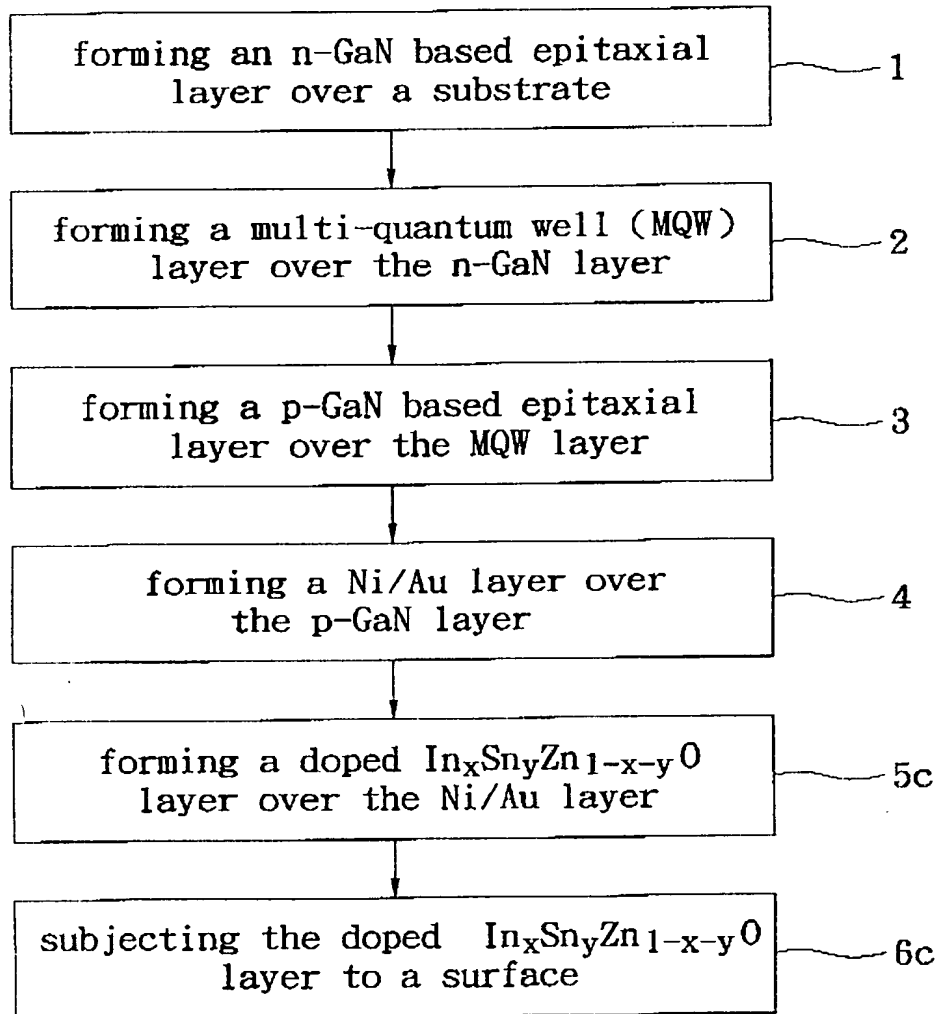 forming an n-GaN based epitaxial
layer over a substrate
1
forming a multi-quantum well (MQW)
layer over the n-GaN layer
2
forming a p-GaN based epitaxial
layer over the MQW layer
3
forming a Ni/Au layer over
the p-GaN layer
4
forming a doped InxSnyZn1-x-yO
layer over the Ni/Au layer
5c
subjecting the doped InxSnyZn1-x-yO
layer to a surface
6c